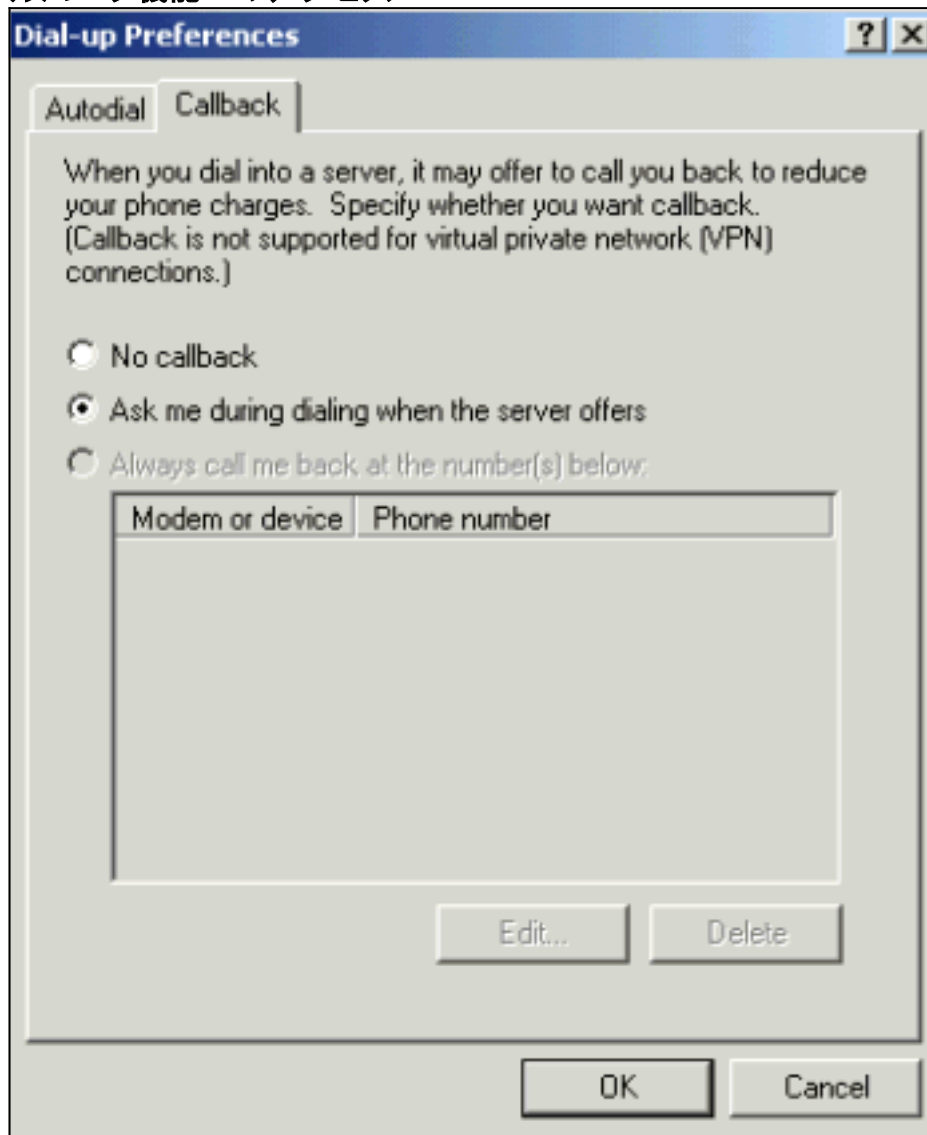 Dial-up Preferences
Autodial
Callback
When you dial into a server, it may offer to call you back to reduce
your phone charges. Specify whether you want callback.
(Callback is not supported for virtual private network (VPN)
connections.)
No callback
Ask me during dialing when the server offers
Always call me back at the number(s) below:
Modem or device
Phone number
Edit...
Delete
OK
Cancel